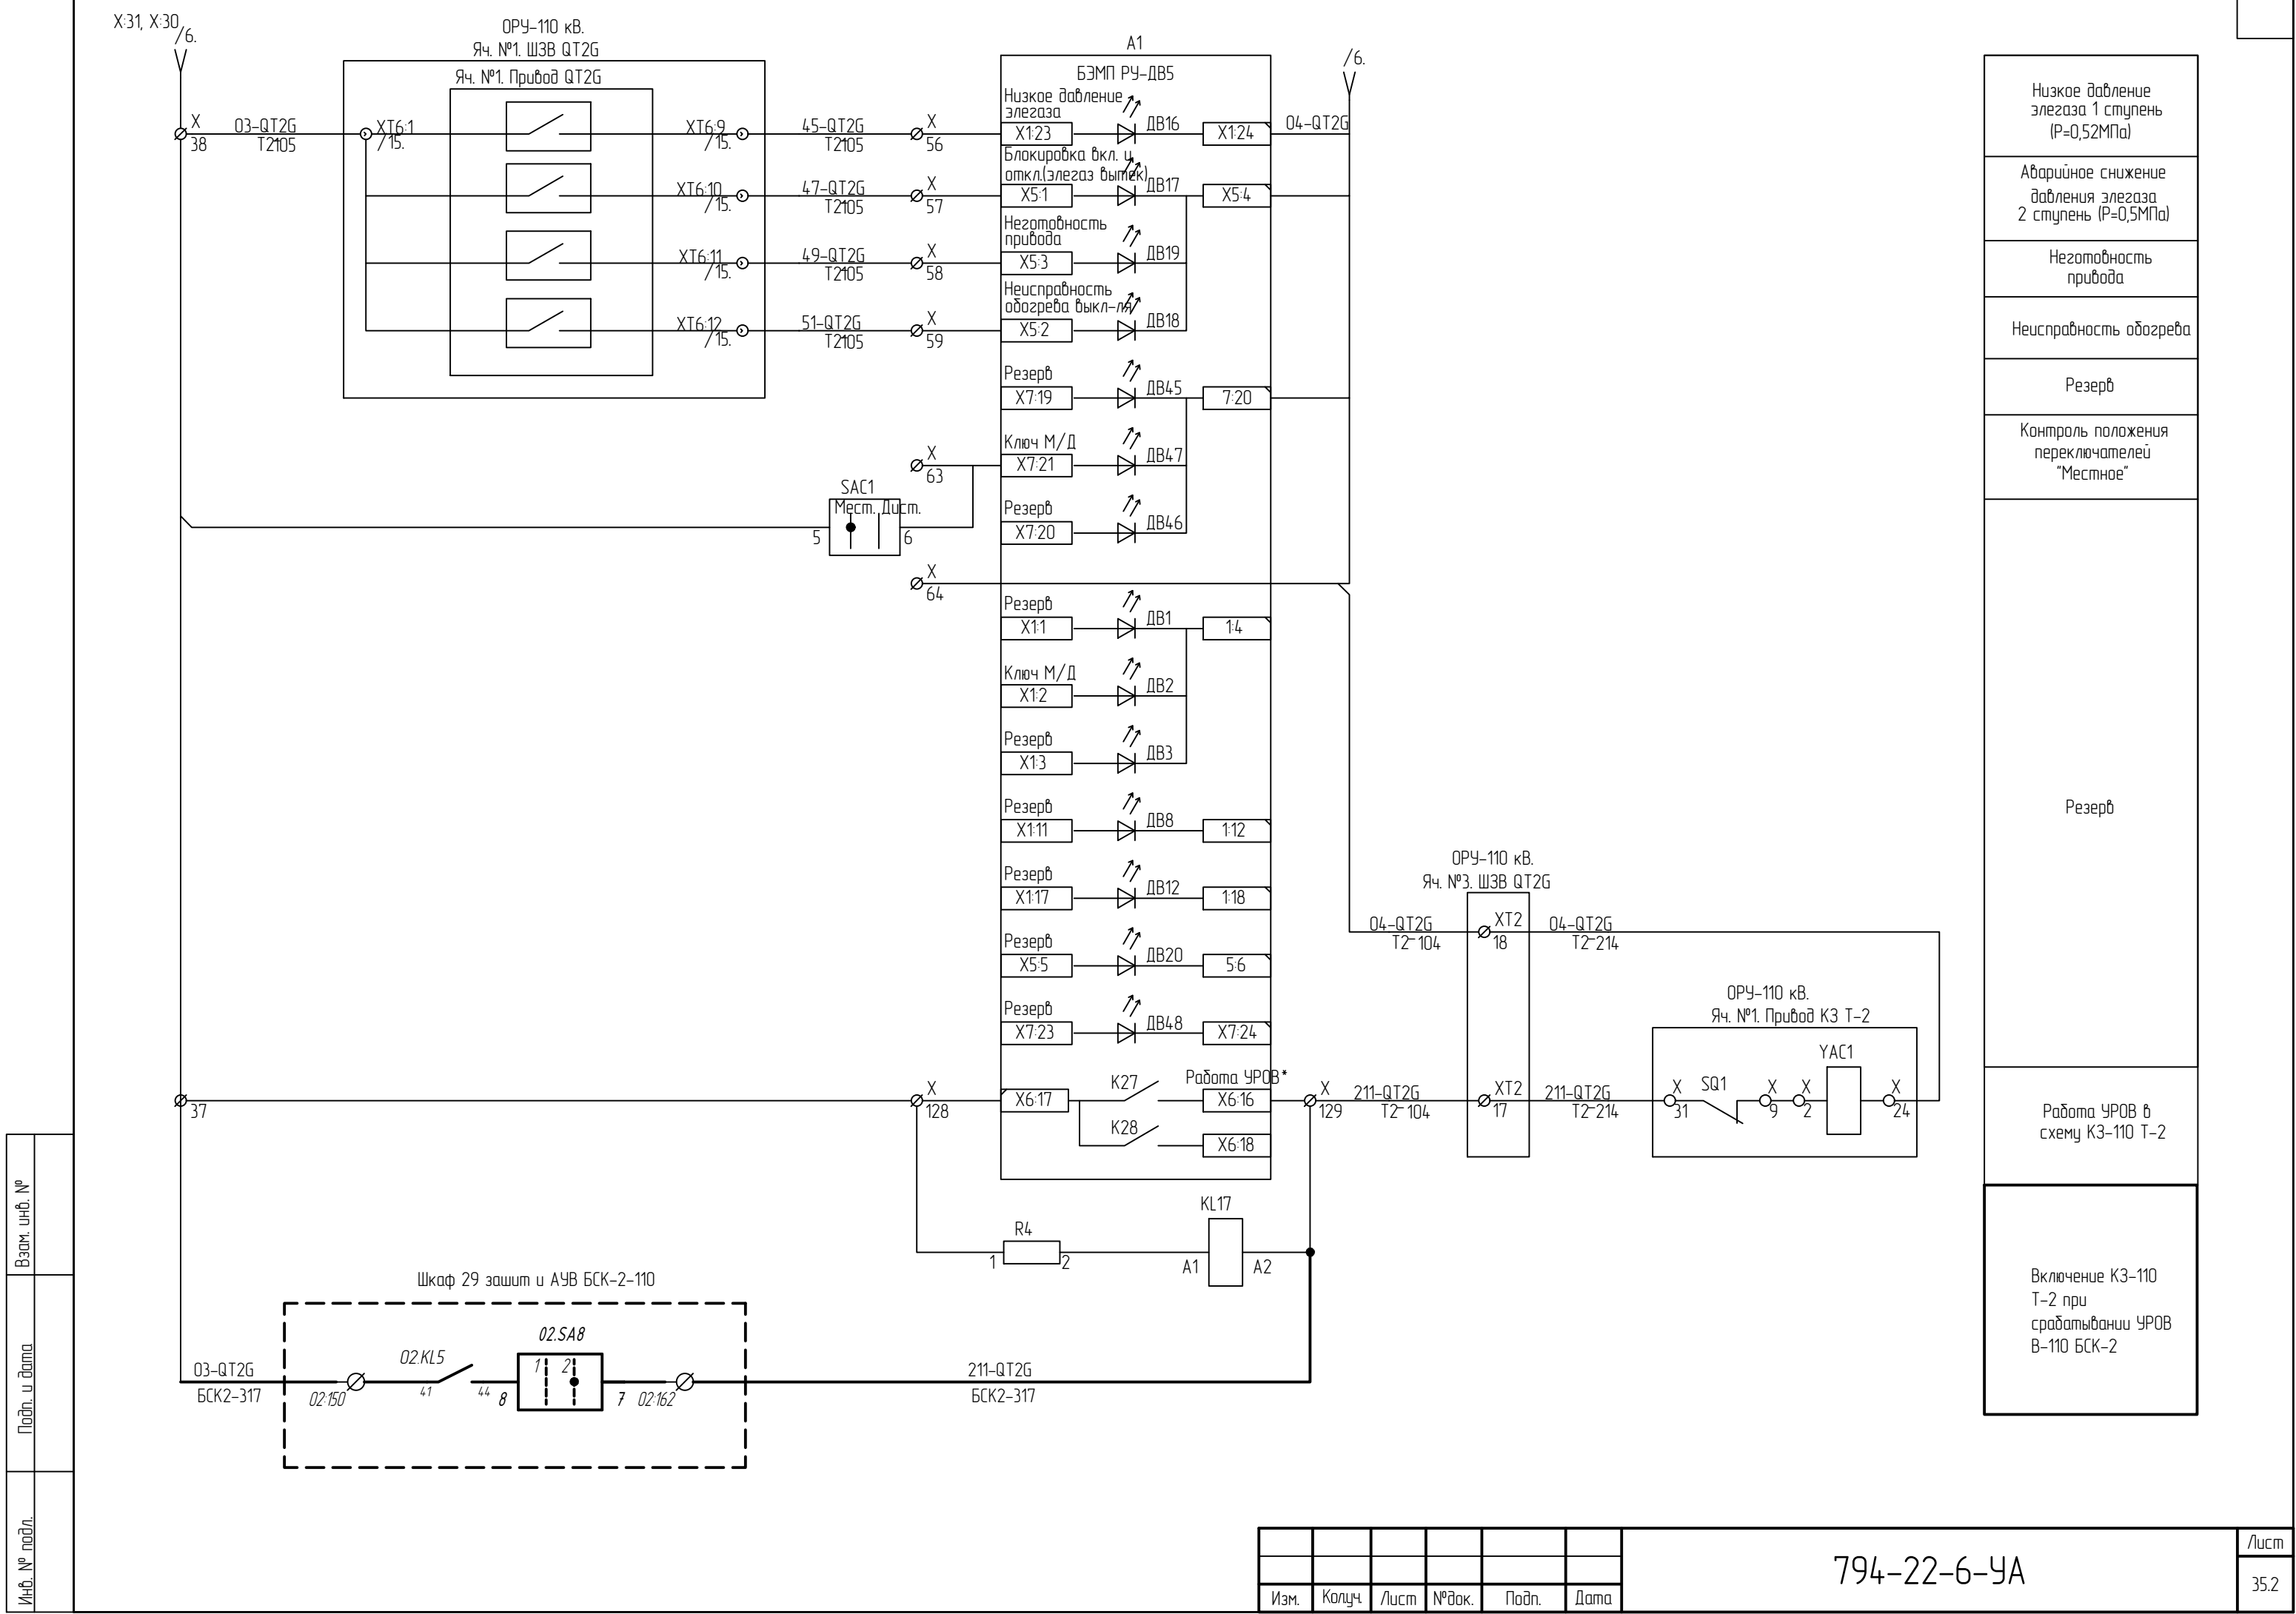 X:31, X:30
/6.
ОРУ-110 кВ.
Яч. №1. ШЗВ QT2G
Яч. №1. Привод QT2G
A1
БЭМП РУ-ДВ5
/6.
X
38
03-QT2G
T2105
XT6:1
/15.
XT6:9
/15.
45-QT2G
T2105
X
56
Низкое давление
элегаза
X1:23
ДВ16
X1:24
04-QT2G
XT6:10
/15.
47-QT2G
T2105
X
57
Блокировка вкл. и
откл.(элегаз вытек)
X5:1
ДВ17
X5:4
XT6:11
/15.
49-QT2G
T2105
X
58
Неготовность
привода
X5:3
ДВ19
XT6:12
/15.
51-QT2G
T2105
X
59
Неисправность
обогрева выкл-ля
X5:2
ДВ18
Резерв
X7:19
ДВ45
7:20
X
63
Ключ М/Д
X7:21
ДВ47
SAC1
Мест. Дист.
5
6
Резерв
X7:20
ДВ46
X
64
Резерв
X1:1
ДВ1
1:4
Ключ М/Д
X1:2
ДВ2
Резерв
X1:3
ДВ3
Резерв
X1:11
ДВ8
1:12
Резерв
X1:17
ДВ12
1:18
Резерв
X5:5
ДВ20
5:6
Резерв
X7:23
ДВ48
X7:24
37
X
128
X6:17
K27
Работа УРОВ*
X6:16
K28
X6:18
X
129
211-QT2G
T2-104
ОРУ-110 кВ.
Яч. №3. ШЗВ QT2G
04-QT2G
T2-104
XT2
18
04-QT2G
T2-214
XT2
17
211-QT2G
T2-214
ОРУ-110 кВ.
Яч. №1. Привод КЗ Т-2
X
31
SQ1
X
9
X
2
YAC1
X
24
R4
1
2
KL17
A1
A2
Шкаф 29 зашит и АУВ БСК-2-110
03-QT2G
БСК2-317
02:150
02.KL5
41
44
02.SA8
8
1
2
7
02:162
211-QT2G
БСК2-317
Низкое давление
элегаза 1 ступень
(Р=0,52МПа)
Аварийное снижение
давления элегаза
2 ступень (Р=0,5МПа)
Неготовность
привода
Неисправность обогрева
Резерв
Контроль положения
переключателей
"Местное"
Резерв
Работа УРОВ в
схему КЗ-110 Т-2
Включение КЗ-110
Т-2 при
срабатывании УРОВ
В-110 БСК-2
Взам. инв. №
Подп. и дата
Инв. № подл.
Изм.
Колуч
Лист
№док.
Подп.
Дата
794-22-6-УА
Лист
35.2